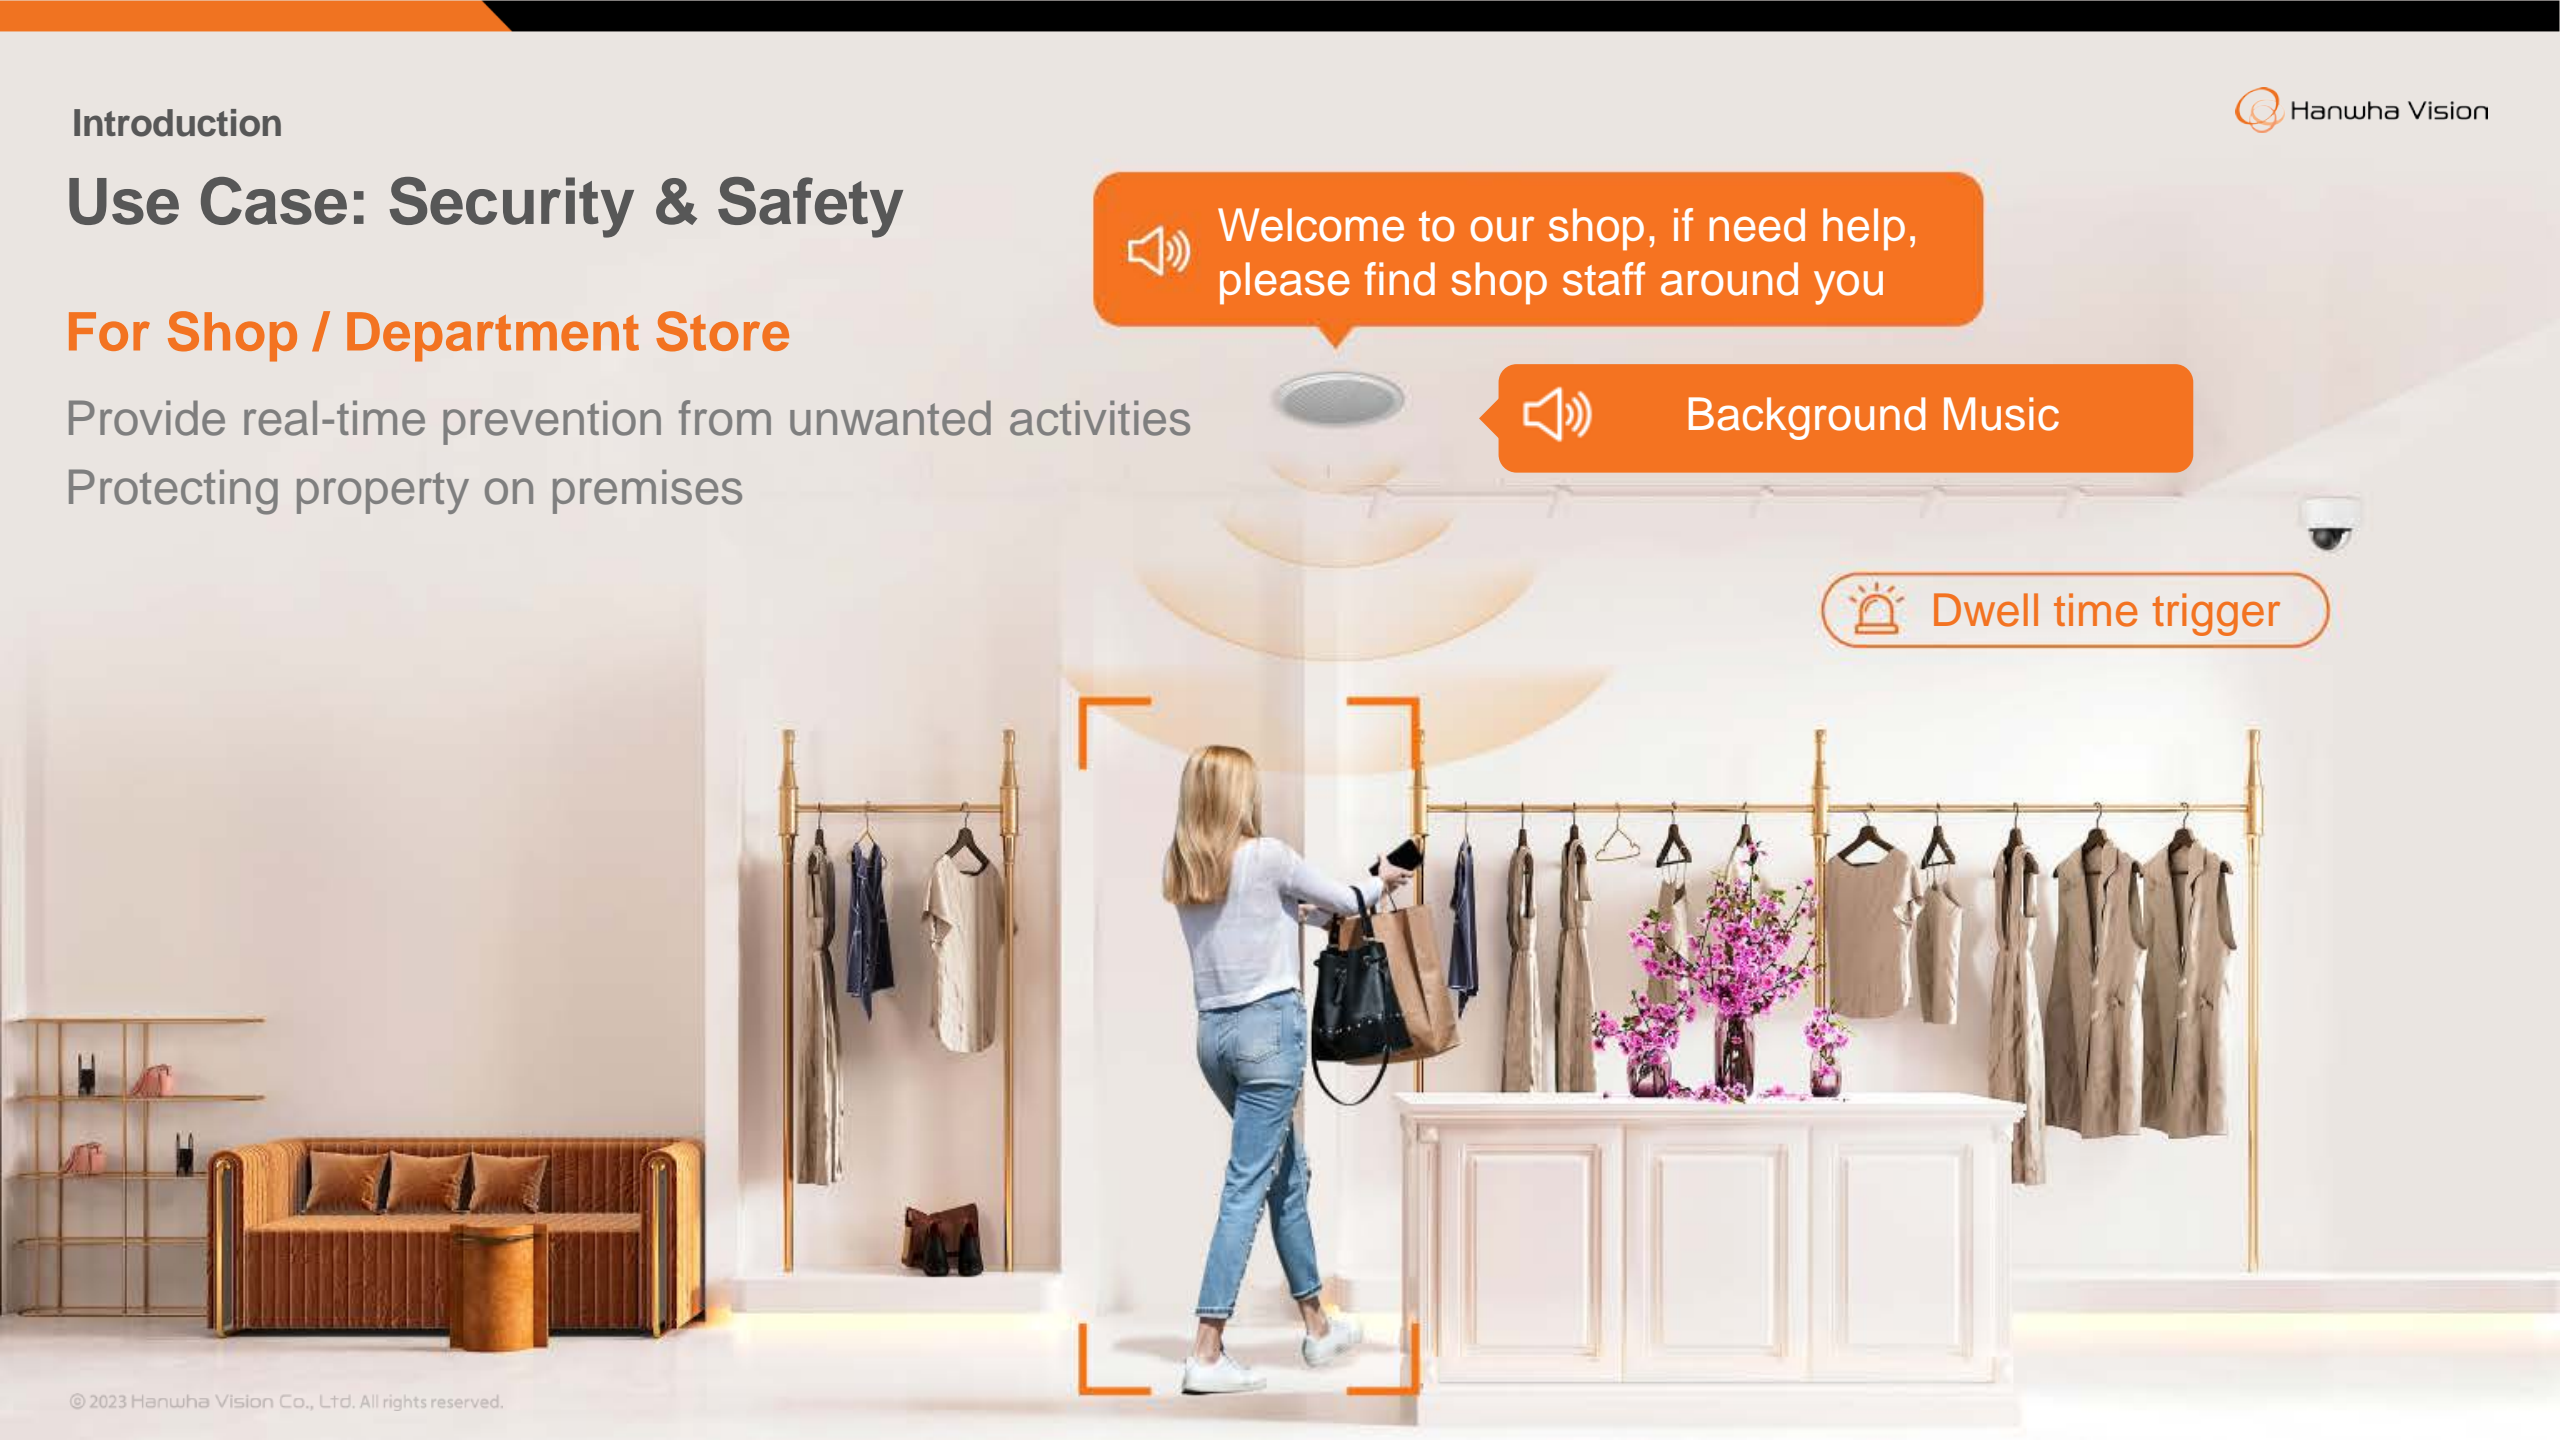 Introduction
Hanwha Vision
Use Case: Security & Safety
Welcome to our shop, if need help,
please find shop staff around you
For Shop / Department Store
Background Music
Provide real-time prevention from unwanted activities
Protecting property on premises
Dwell time trigger
© 2023 Hanwha Vision Co., Ltd. All rights reserved.